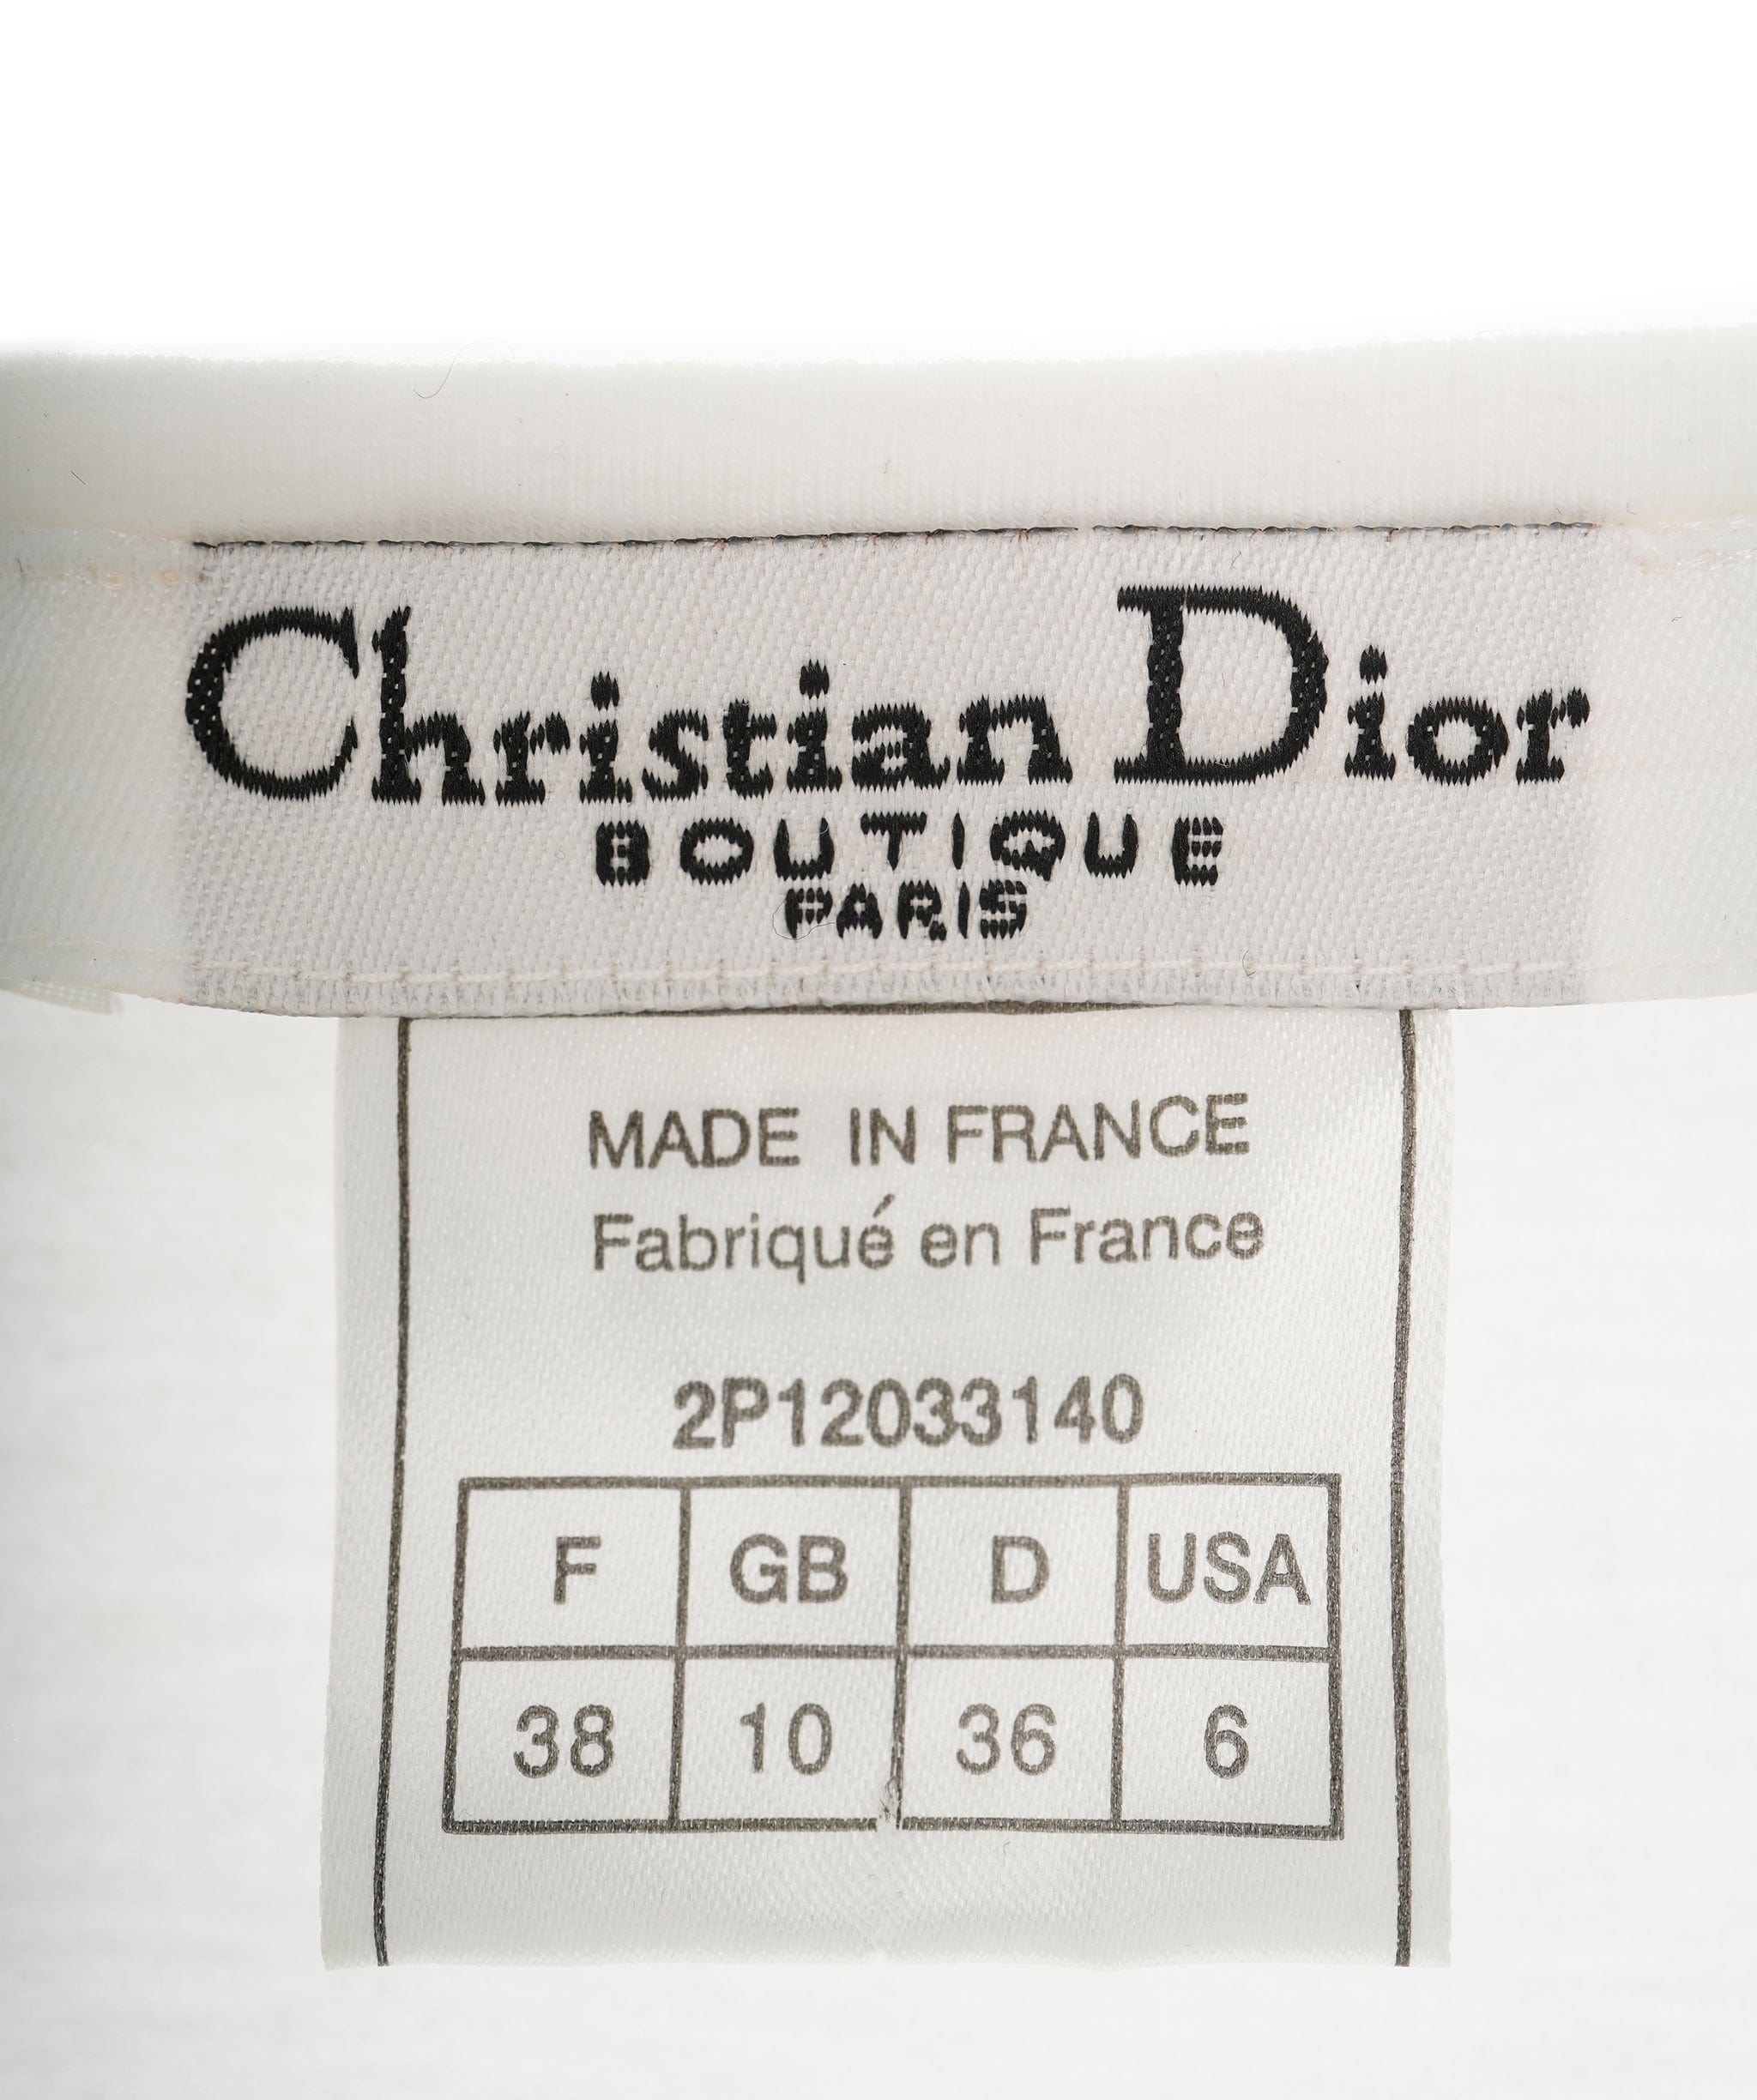 Christian Dior
BOUTIQUE
PARIS
MADE IN FRANCE
Fabriqué en France
2P12033140
F GB D USA
38 10 36 6